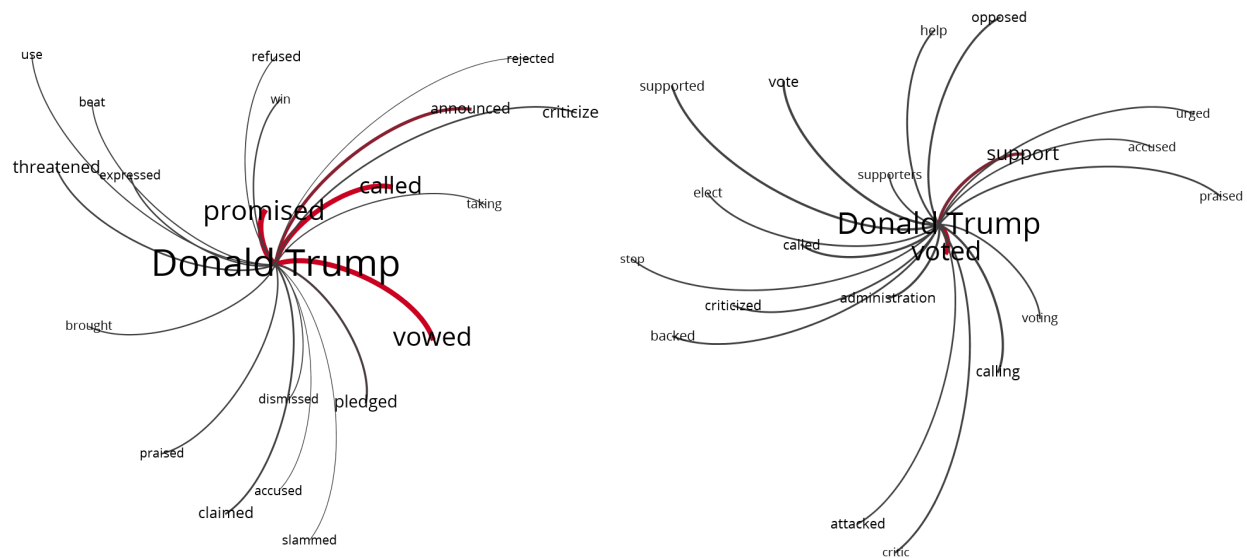 use
refused
rejected
beat
win
announced
criticize
threatened
expressed
called
taking
promised
Donald Trump
brought
vowed
dismissed
pledged
praised
accused
claimed
slammed
opposed
help
supported
vote
urged
support
accused
supporters
elect
praised
Donald Trump
called
voted
stop
criticized
administration
voting
backed
calling
attacked
critic